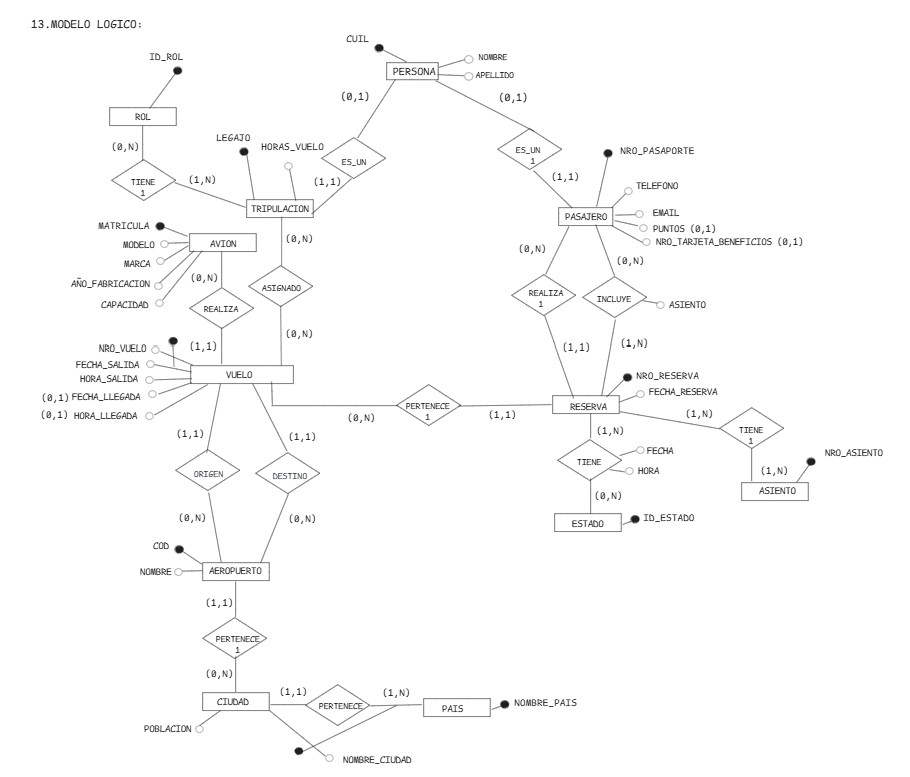 13.MODELO LOGICO:
CUIL
ID_ROL
NOMBRE
PERSONA
APELLIDO
(0,1)
(0,1)
ROL
LEGAJO
HORAS_VUELO
(0,N)
ES_UN
ES_UN
1
NRO_PASAPORTE
TIENE
1
(1,N)
(1,1)
(1,1)
TELEFONO
TRIPULACION
PASAJERO
EMAIL
MATRICULA
PUNTOS (0,1)
MODELO
AVION
(0,N)
NRO_TARJETA_BENEFICIOS (0,1)
MARCA
(0,N)
(0,N)
AÑO_FABRICACION
(0,N)
ASIGNADO
REALIZA
1
INCLUYE
CAPACIDAD
REALIZA
ASIENTO
(0,N)
NRO_VUELO
(1,1)
(1,1)
(1,N)
FECHA_SALIDA
VUELO
HORA_SALIDA
NRO_RESERVA
(0,1) FECHA_LLEGADA
FECHA_RESERVA
(0,1) HORA_LLEGADA
(0,N)
PERTENECE
1
(1,1)
RESERVA
(1,N)
(1,1)
(1,1)
(1,N)
TIENE
1
FECHA
NRO_ASIENTO
ORIGEN
DESTINO
TIENE
HORA
(1,N)
ASIENTO
(0,N)
(0,N)
(0,N)
ESTADO
ID_ESTADO
COD
NOMBRE
AEROPUERTO
(1,1)
PERTENECE
1
(0,N)
CIUDAD
(1,1)
PERTENECE
(1,N)
PAIS
NOMBRE_PAIS
POBLACION
NOMBRE_CIUDAD